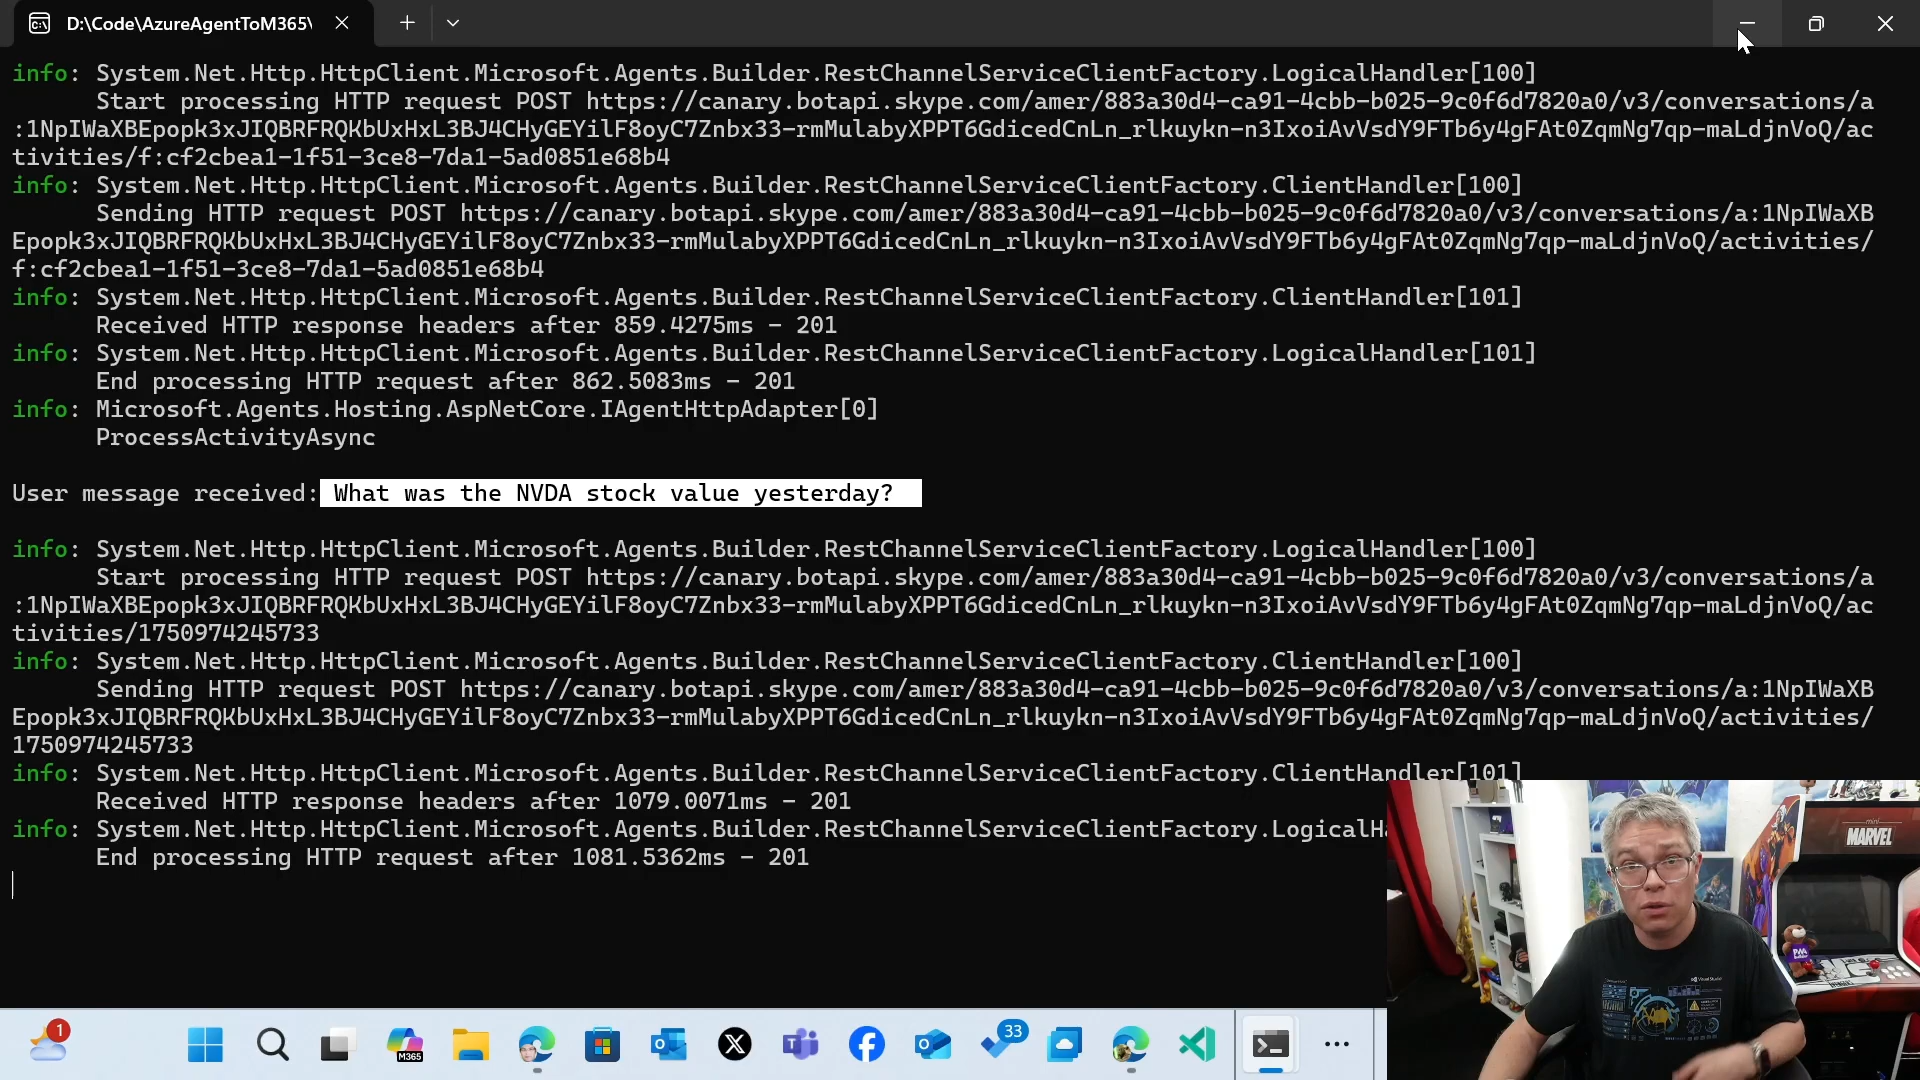 D:\Code\AzureAgentToM365\
info: System.Net.Http.HttpClient.Microsoft.Agents.Builder.RestChannelServiceClientFactory.LogicalHandler[100]
Start processing HTTP request POST https://canary.botapi.skype.com/amer/883a30d4-ca91-4cbb-b025-9c0f6d7820a0/v3/conversations/a
:1NpIWaXBEpopk3xJIQBRFRQKbUxHxL3BJ4CHyGEYilF8oyC7Znbx33-rmMulabyXPPT6GdicedCnLn_rlkuykn-n3IxoiAvVsdY9FTb6y4gFAt0ZqmNg7qp-maLdjnVoQ/ac
tivities/f:cf2cbea1-1f51-3ce8-7da1-5ad0851e68b4
info: System.Net.Http.HttpClient.Microsoft.Agents.Builder.RestChannelServiceClientFactory.ClientHandler[100]
Sending HTTP request POST https://canary.botapi.skype.com/amer/883a30d4-ca91-4cbb-b025-9c0f6d7820a0/v3/conversations/a:1NpIWaXB
Epopk3xJIQBRFRQKbUxHxL3BJ4CHyGEYilF8oyC7Znbx33-rmMulabyXPPT6GdicedCnLn_rlkuykn-n3IxoiAvVsdY9FTb6y4gFAt0ZqmNg7qp-maLdjnVoQ/activities/
f:cf2cbea1-1f51-3ce8-7da1-5ad0851e68b4
info: System.Net.Http.HttpClient.Microsoft.Agents.Builder.RestChannelServiceClientFactory.ClientHandler[101]
Received HTTP response headers after 859.4275ms - 201
info: System.Net.Http.HttpClient.Microsoft.Agents.Builder.RestChannelServiceClientFactory.LogicalHandler[101]
End processing HTTP request after 862.5083ms - 201
info: Microsoft.Agents.Hosting.AspNetCore.IAgentHttpAdapter[0]
ProcessActivityAsync
User message received: What was the NVDA stock value yesterday?
info: System.Net.Http.HttpClient.Microsoft.Agents.Builder.RestChannelServiceClientFactory.LogicalHandler[100]
Start processing HTTP request POST https://canary.botapi.skype.com/amer/883a30d4-ca91-4cbb-b025-9c0f6d7820a0/v3/conversations/a
:1NpIWaXBEpopk3xJIQBRFRQKbUxHxL3BJ4CHyGEYilF8oyC7Znbx33-rmMulabyXPPT6GdicedCnLn_rlkuykn-n3IxoiAvVsdY9FTb6y4gFAt0ZqmNg7qp-maLdjnVoQ/ac
tivities/1750974245733
info: System.Net.Http.HttpClient.Microsoft.Agents.Builder.RestChannelServiceClientFactory.ClientHandler[100]
Sending HTTP request POST https://canary.botapi.skype.com/amer/883a30d4-ca91-4cbb-b025-9c0f6d7820a0/v3/conversations/a:1NpIWaXB
Epopk3xJIQBRFRQKbUxHxL3BJ4CHyGEYilF8oyC7Znbx33-rmMulabyXPPT6GdicedCnLn_rlkuykn-n3IxoiAvVsdY9FTb6y4gFAt0ZqmNg7qp-maLdjnVoQ/activities/
1750974245733
info: System.Net.Http.HttpClient.Microsoft.Agents.Builder.RestChannelServiceClientFactory.ClientHandler[101]
Received HTTP response headers after 1079.0071ms - 201
info: System.Net.Http.HttpClient.Microsoft.Agents.Builder.RestChannelServiceClientFactory.LogicalHa
End processing HTTP request after 1081.5362ms - 201
MARVEL
1
M365
33